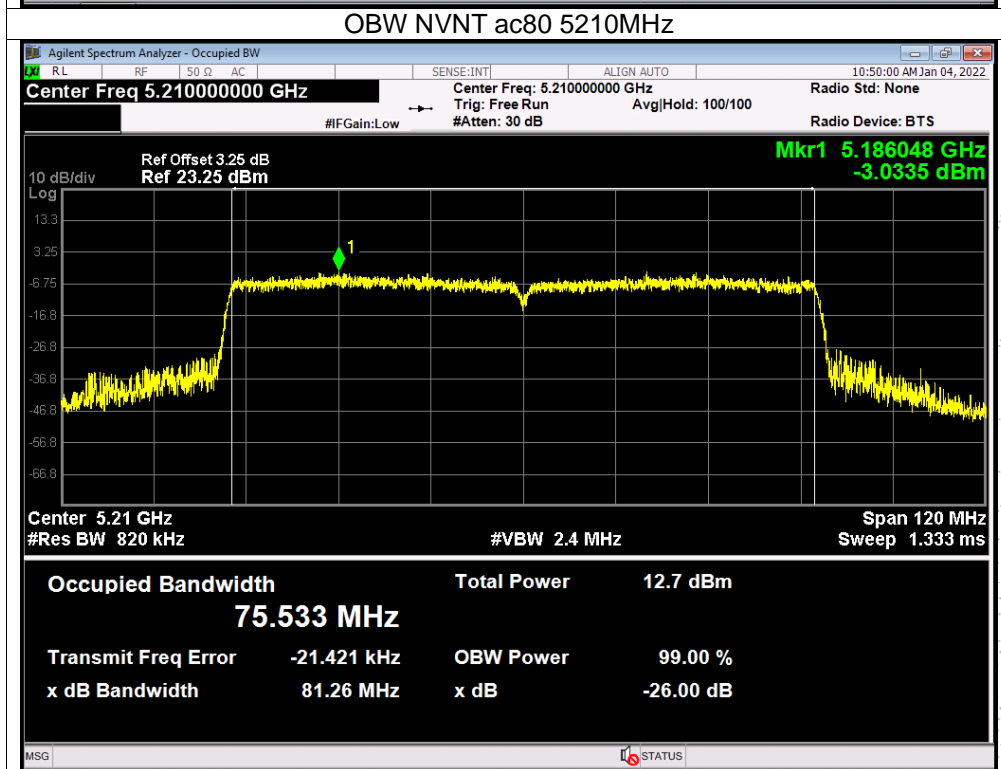 OBW NVNT ac80 5210MHz
Agilent Spectrum Analyzer - Occupied BW
LXI RL RF 50 Ω AC SENSE:INT ALIGN AUTO 10:50:00 AM Jan 04, 2022
Center Freq 5.210000000 GHz Center Freq: 5.210000000 GHz Radio Std: None
Trig: Free Run Avg|Hold: 100/100
#IFGain:Low #Atten: 30 dB Radio Device: BTS
Mkr1 5.186048 GHz
-3.0335 dBm
Ref Offset 3.25 dB
10 dB/div Ref 23.25 dBm
Log
13.3
3.25
1
-6.75
-16.8
-26.8
-36.8
-46.8
-56.8
-66.8
Center 5.21 GHz Span 120 MHz
#Res BW 820 kHz #VBW 2.4 MHz Sweep 1.333 ms
Occupied Bandwidth Total Power 12.7 dBm
75.533 MHz
Transmit Freq Error -21.421 kHz OBW Power 99.00 %
x dB Bandwidth 81.26 MHz x dB -26.00 dB
MSG STATUS